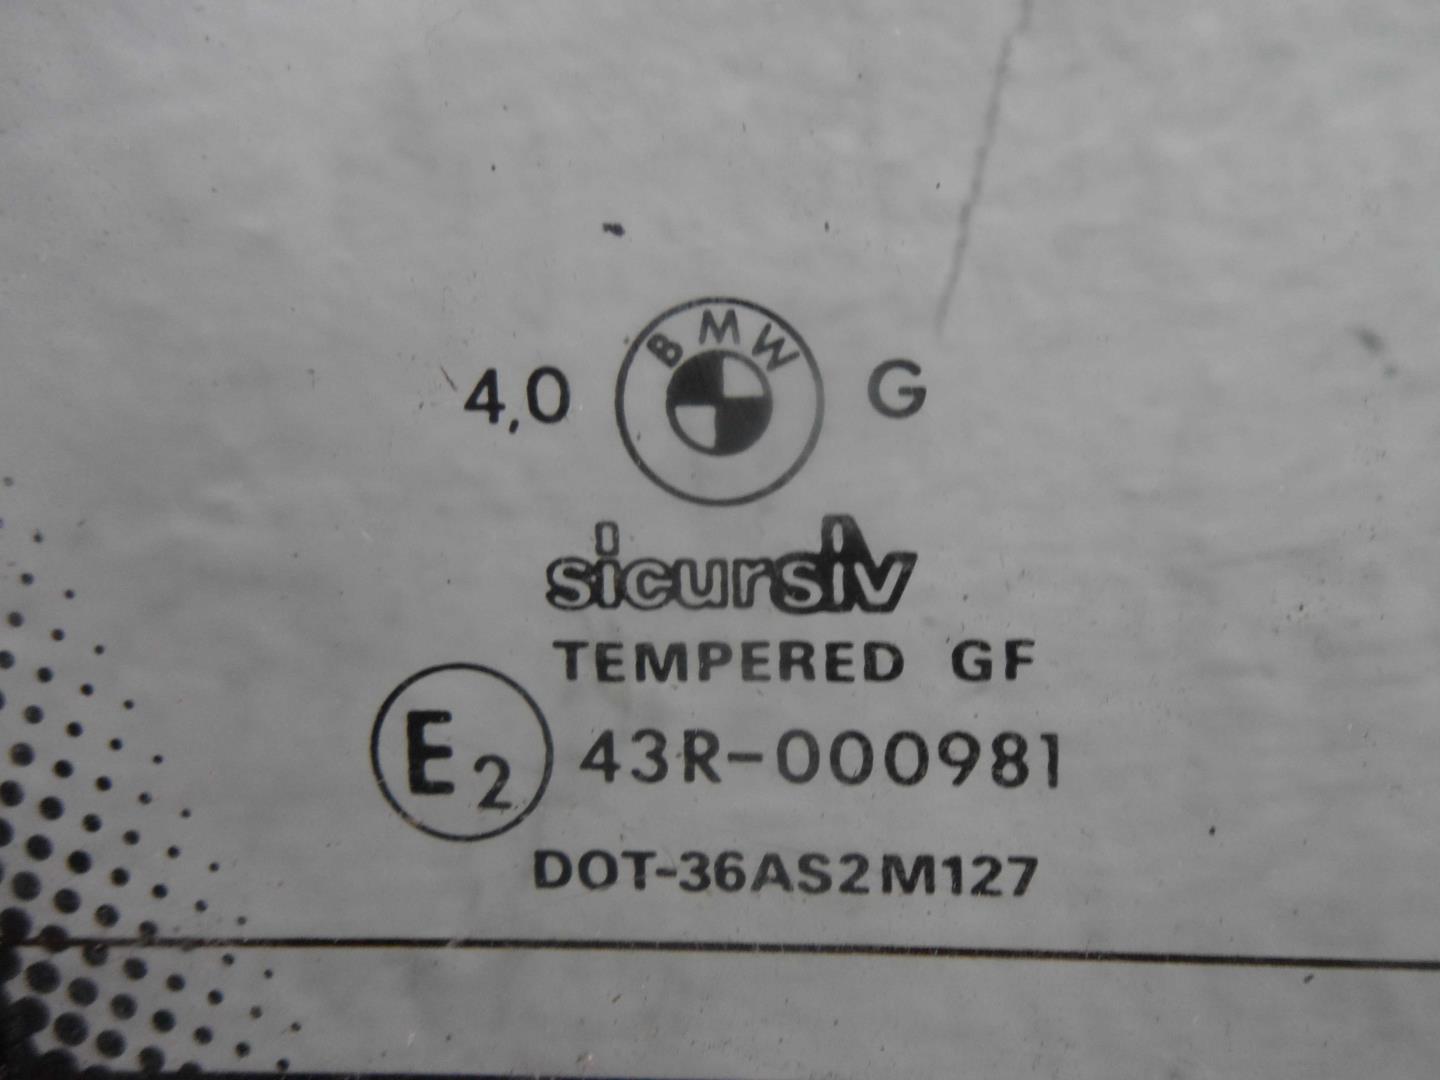 4,0 BMW G
sicursiv
TEMPERED GF
E2 43R-000981
DOT-36AS2M127